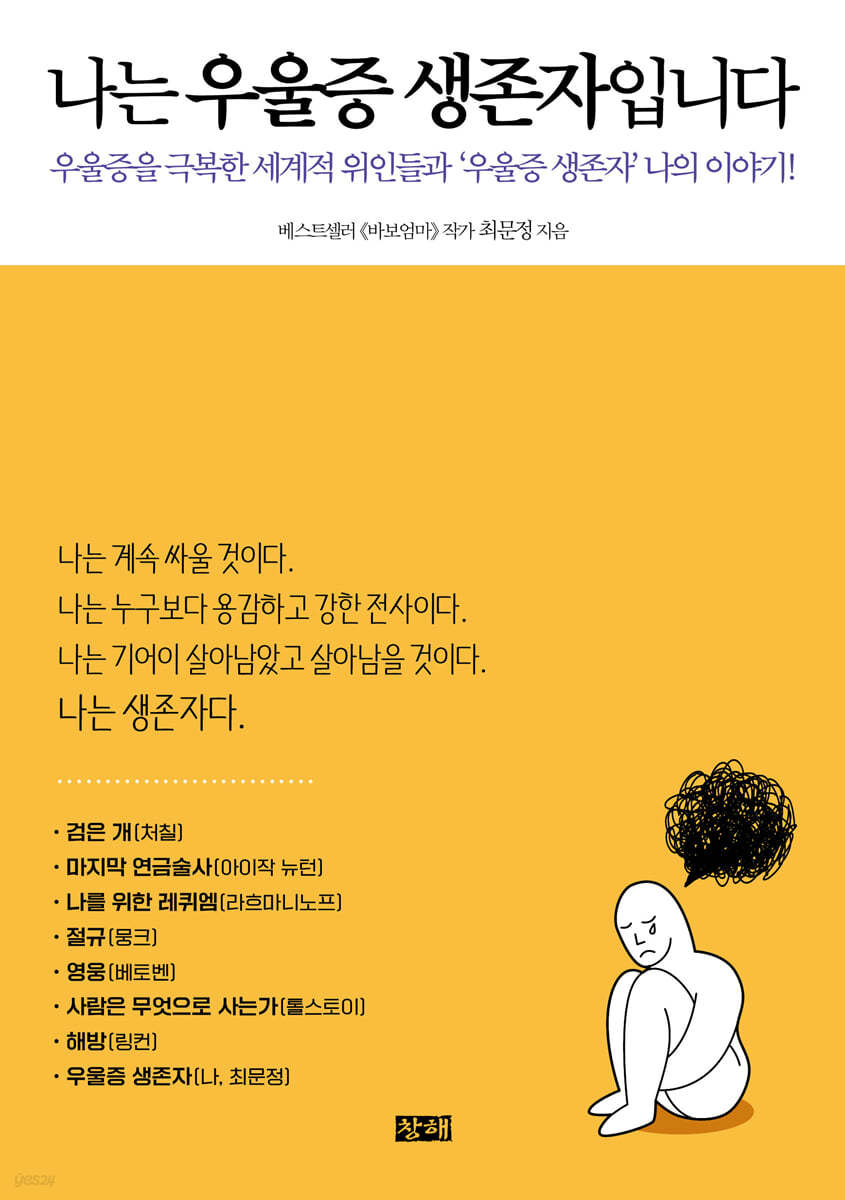 나는 우울증 생존자입니다
우울증을 극복한 세계적 위인들과 ‘우울증 생존자’ 나의 이야기!
베스트셀러 《바보엄마》 작가 최문정 지음
나는 계속 싸울 것이다.
나는 누구보다 용감하고 강한 전사이다.
나는 기어이 살아남았고 살아남을 것이다.
나는 생존자다.
• 검은 개(처칠)
• 마지막 연금술사(아이작 뉴턴)
• 나를 위한 레퀴엠(라흐마니노프)
• 절규(뭉크)
• 영웅(베토벤)
• 사람은 무엇으로 사는가(톨스토이)
• 해방(링컨)
• 우울증 생존자(나, 최문정)
창해
yes24